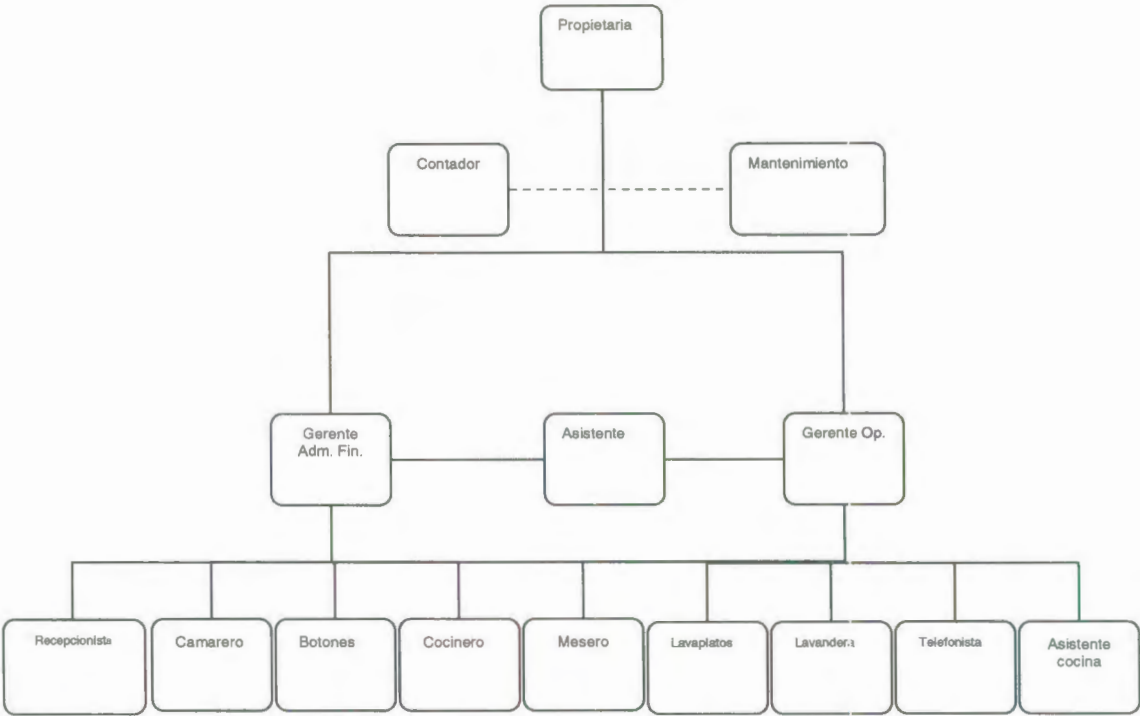 Propietaria
Contador
Mantenimiento
Gerente
Adm. Fin.
Asistente
Gerente Op.
Recepcionista
Camarero
Botones
Cocinero
Mesero
Lavaplatos
Lavandera
Telefonista
Asistente
cocina